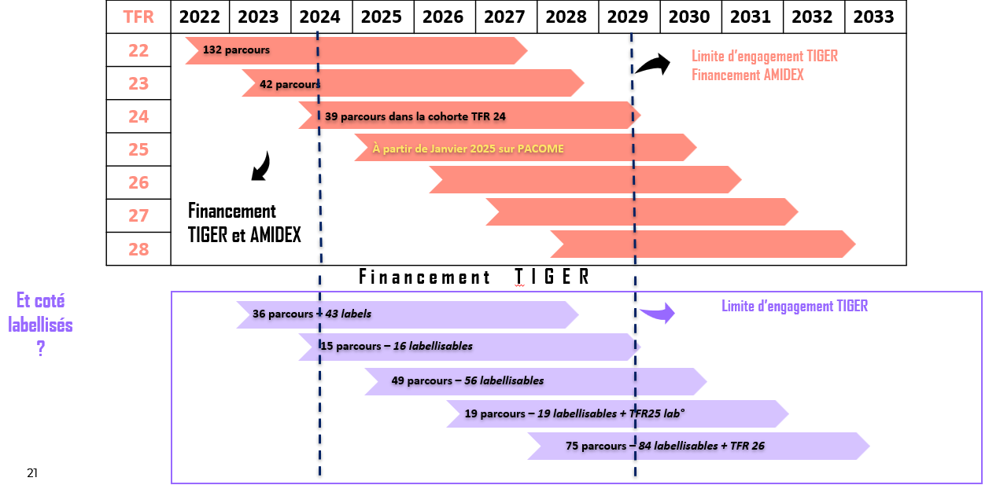 TFR 2022 2023 2024 2025 2026 2027 2028 2029 2030 2031 2032 2033
22 132 parcours
Limite d'engagement TIGER
Financement AMIDEX
23 42 parcours
24 39 parcours dans la cohorte TFR 24
25 À partir de Janvier 2025 sur PACOME
26
27
28
Financement
TIGER et AMIDEX
Financement TIGER
Et coté
labellisés
?
36 parcours – 43 labels
Limite d'engagement TIGER
15 parcours – 16 labellisables
49 parcours – 56 labellisables
19 parcours – 19 labellisables + TFR25 lab°
75 parcours – 84 labellisables + TFR 26
21